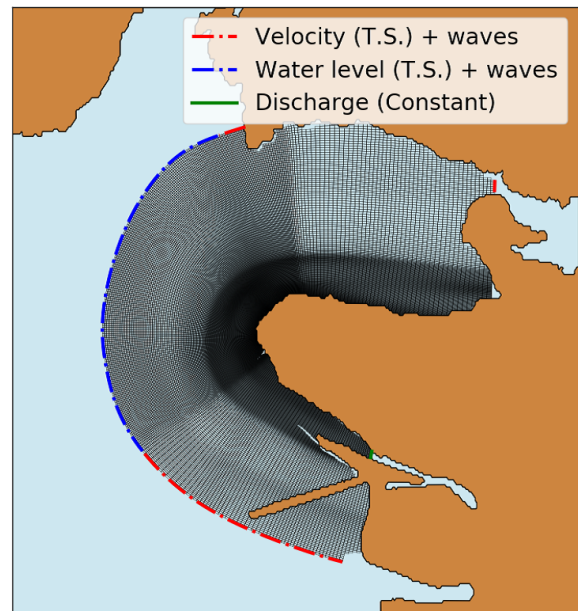 Velocity (T.S.) + waves
Water level (T.S.) + waves
Discharge (Constant)